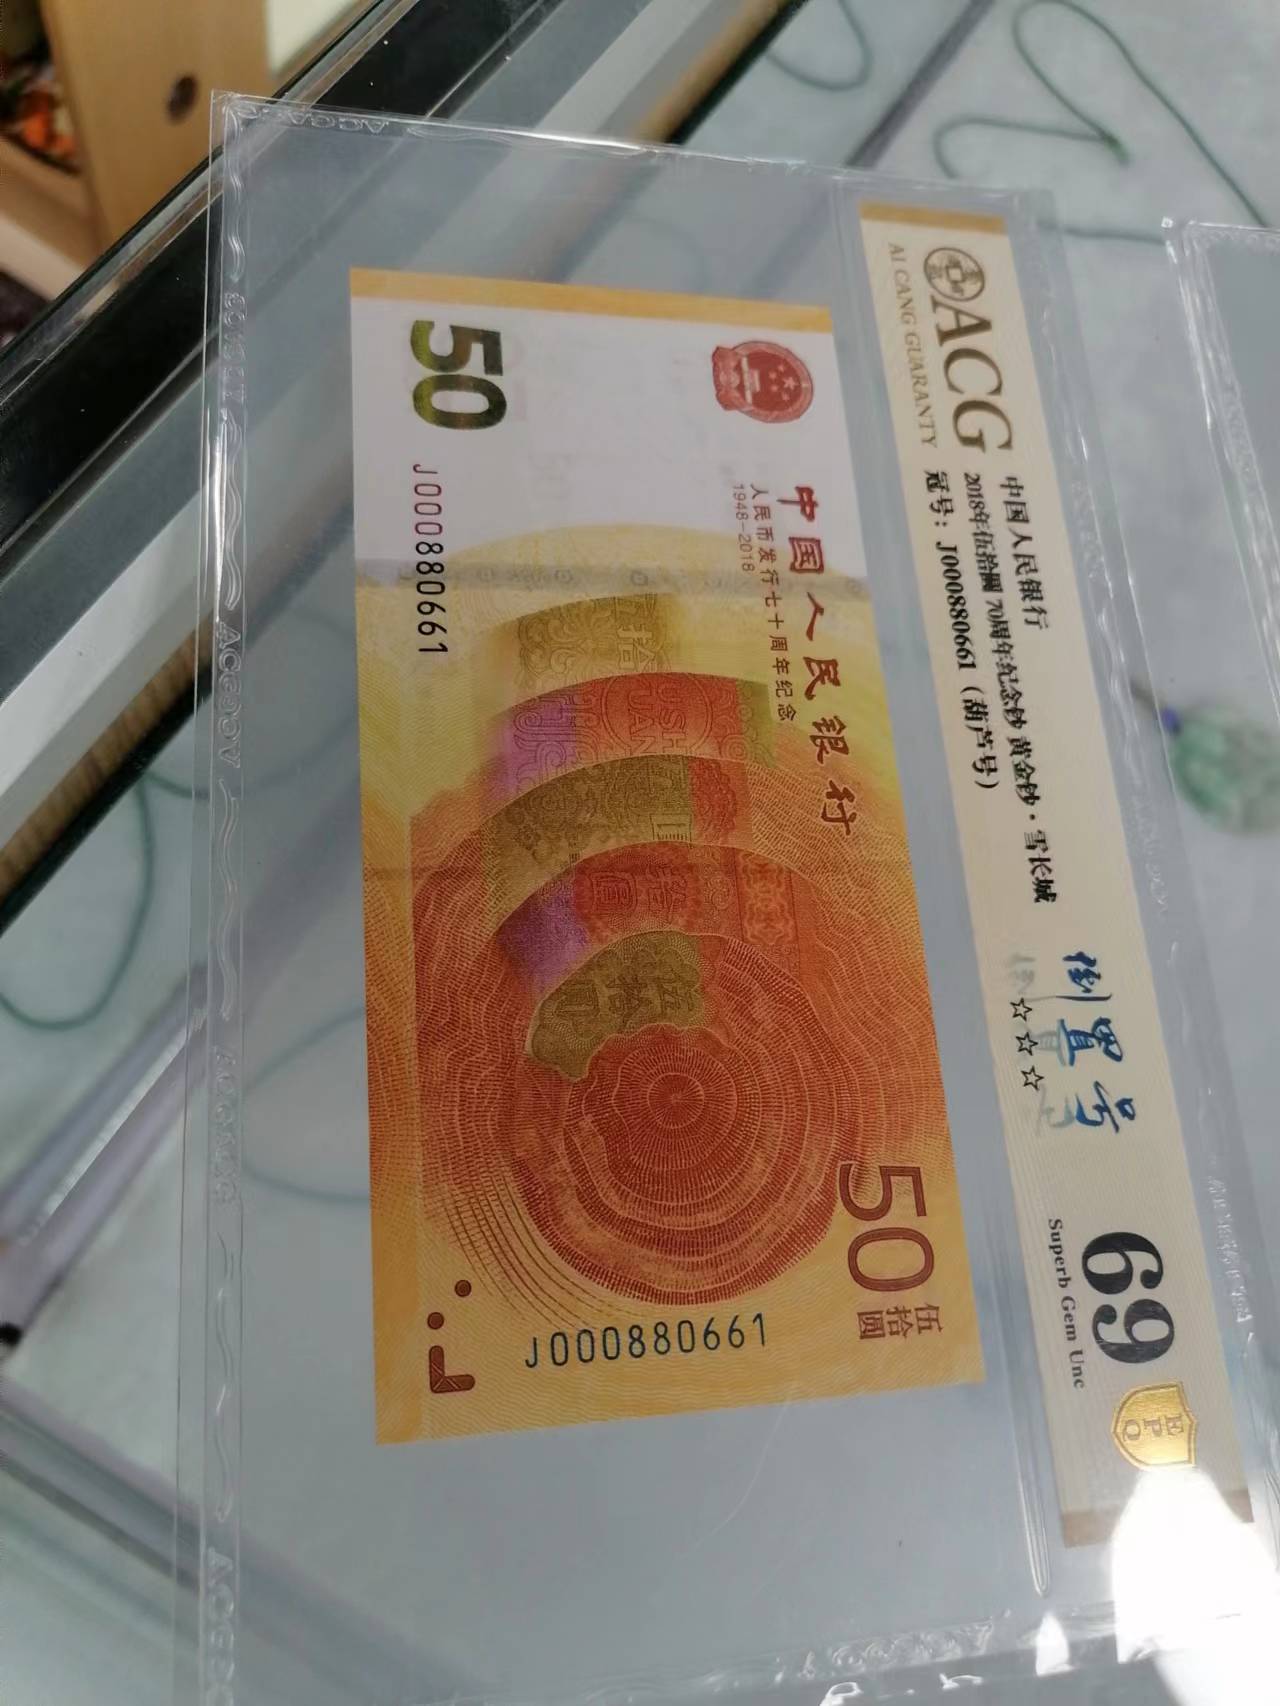 ACG
AI CANG GUARANTY
中国人民银行
2018年伍拾圆 70周年纪念钞 黄金钞·雪长城
冠号：J000880661（葫芦号）
☆☆☆
倒置号
69
Superb Gem Unc
EPQ
中国人民银行
人民币发行七十周年纪念
1948-2018
50
J000880661
伍拾圆
50
伍拾圆
J000880661